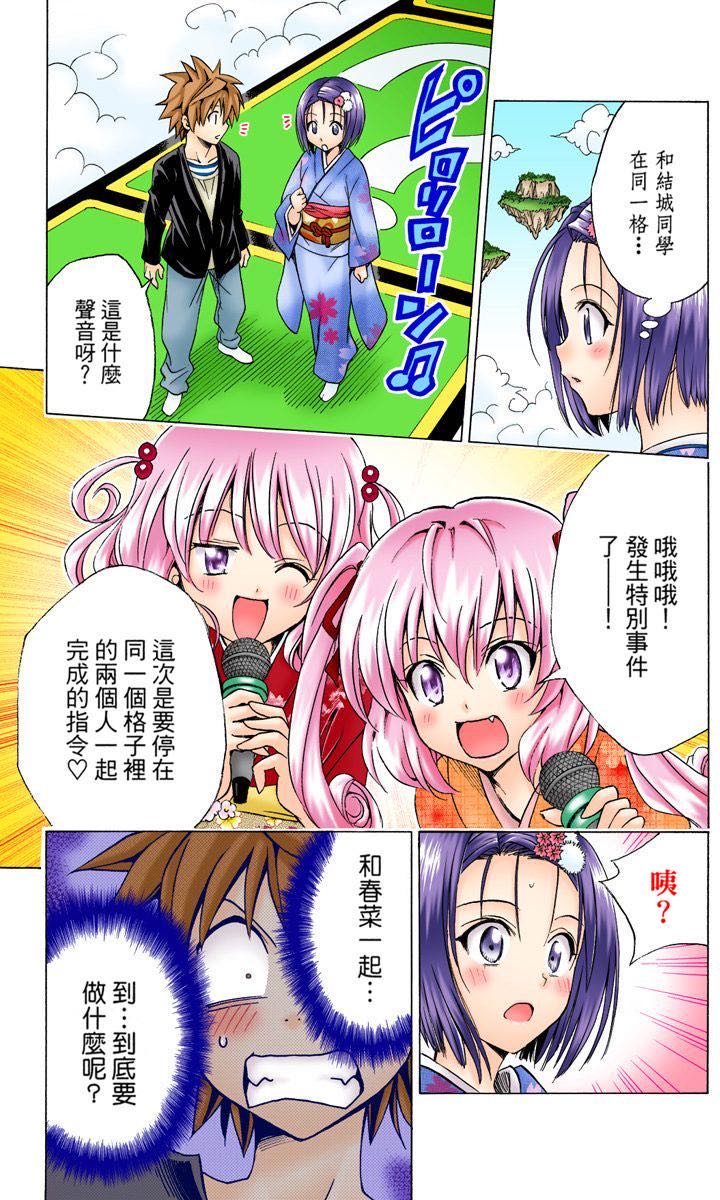 和結城同學
在同一格…
ピロリローン♫
這是什麼
聲音呀？
哦哦哦！
發生特別事件
了——！
這次是要停在
同一個格子裡
的兩個人一起
完成的指令♡
咦？
和春菜一起…
到…到底要
做什麼呢？